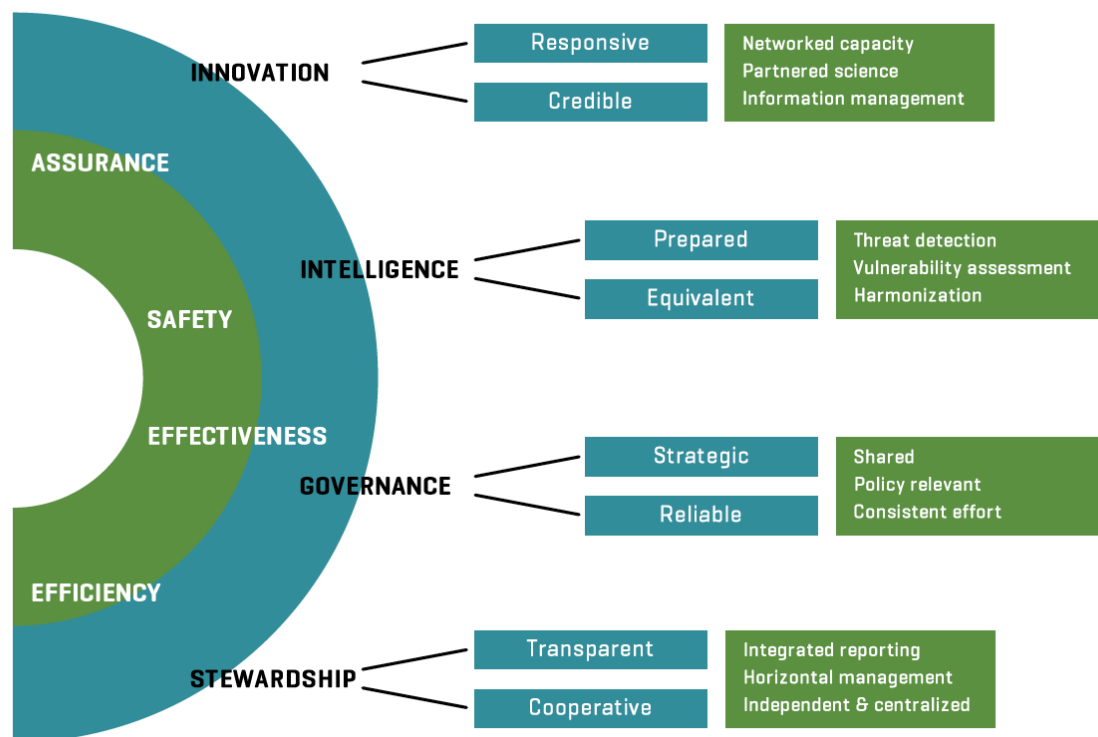 INNOVATION
Responsive
Credible
Networked capacity
Partnered science
Information management
ASSURANCE
INTELLIGENCE
Prepared
Equivalent
Threat detection
Vulnerability assessment
Harmonization
SAFETY
EFFECTIVENESS
GOVERNANCE
Strategic
Reliable
Shared
Policy relevant
Consistent effort
EFFICIENCY
STEWARDSHIP
Transparent
Cooperative
Integrated reporting
Horizontal management
Independent & centralized